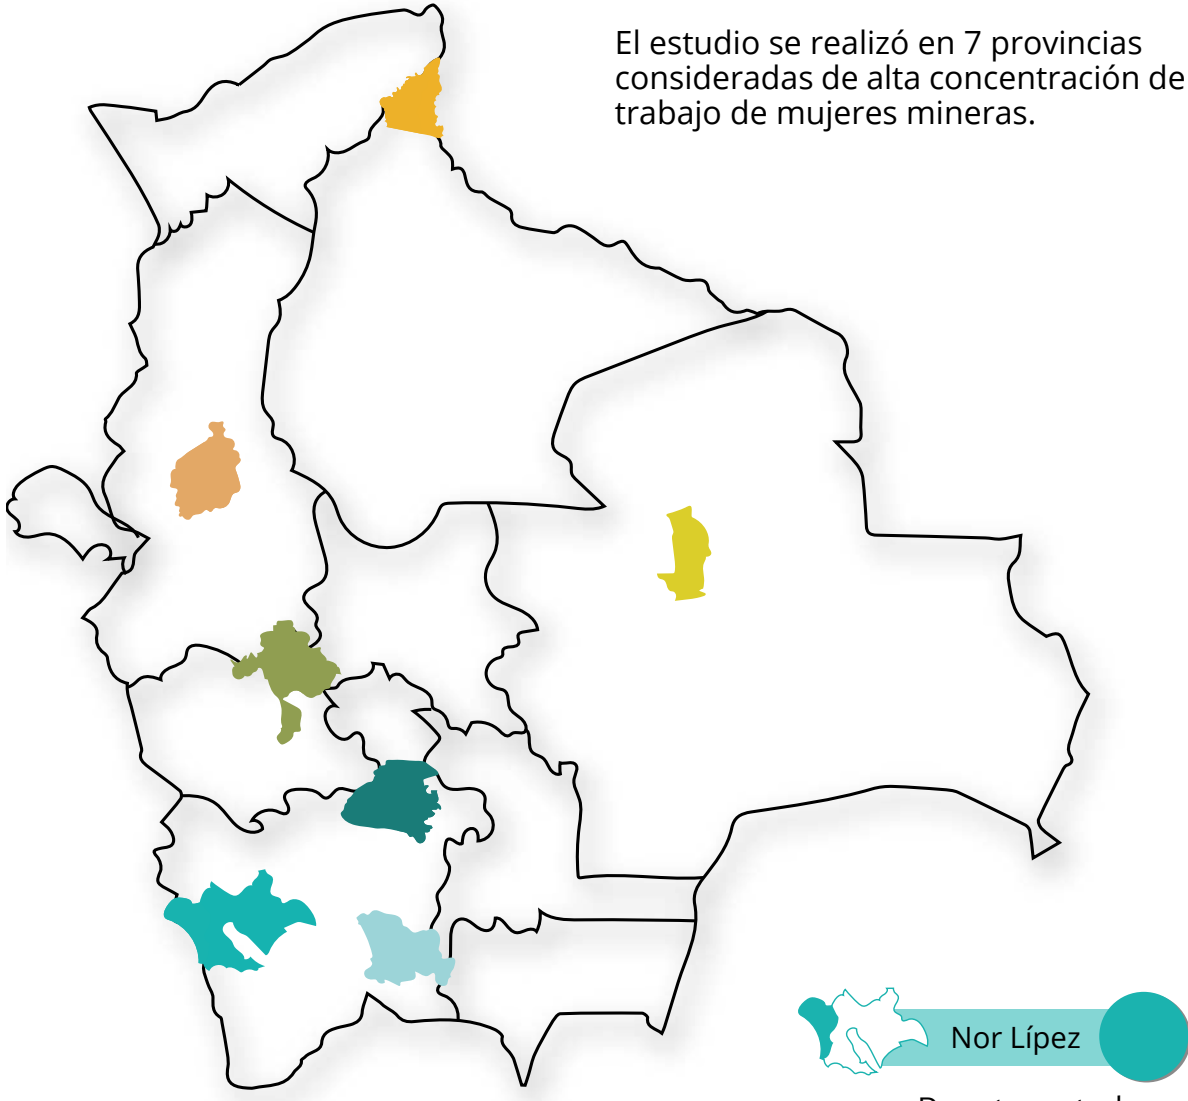 El estudio se realizó en 7 provincias
consideradas de alta concentración de
trabajo de mujeres mineras.
Nor Lípez